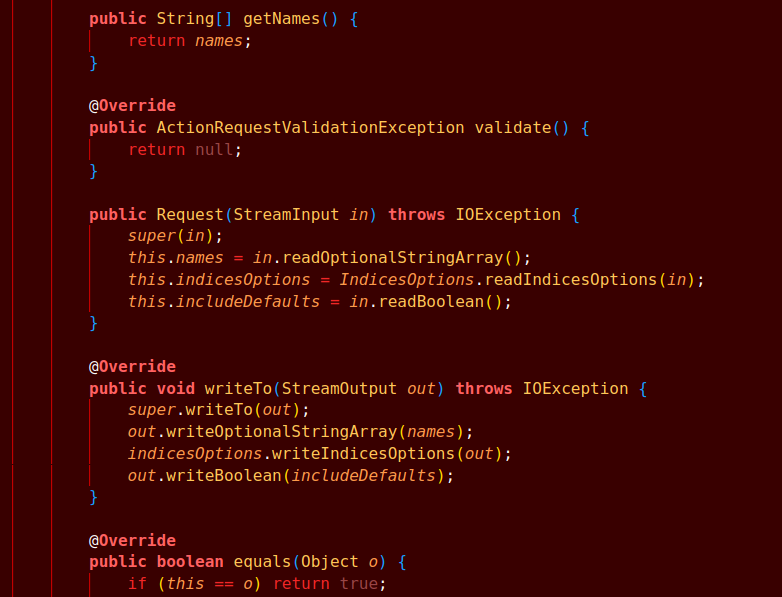 public String[] getNames() {
return names;
}
@Override
public ActionRequestValidationException validate() {
return null;
}
public Request(StreamInput in) throws IOException {
super(in);
this.names = in.readOptionalStringArray();
this.indicesOptions = IndicesOptions.readIndicesOptions(in);
this.includeDefaults = in.readBoolean();
}
@Override
public void writeTo(StreamOutput out) throws IOException {
super.writeTo(out);
out.writeOptionalStringArray(names);
indicesOptions.writeIndicesOptions(out);
out.writeBoolean(includeDefaults);
}
@Override
public boolean equals(Object o) {
if (this == o) return true;